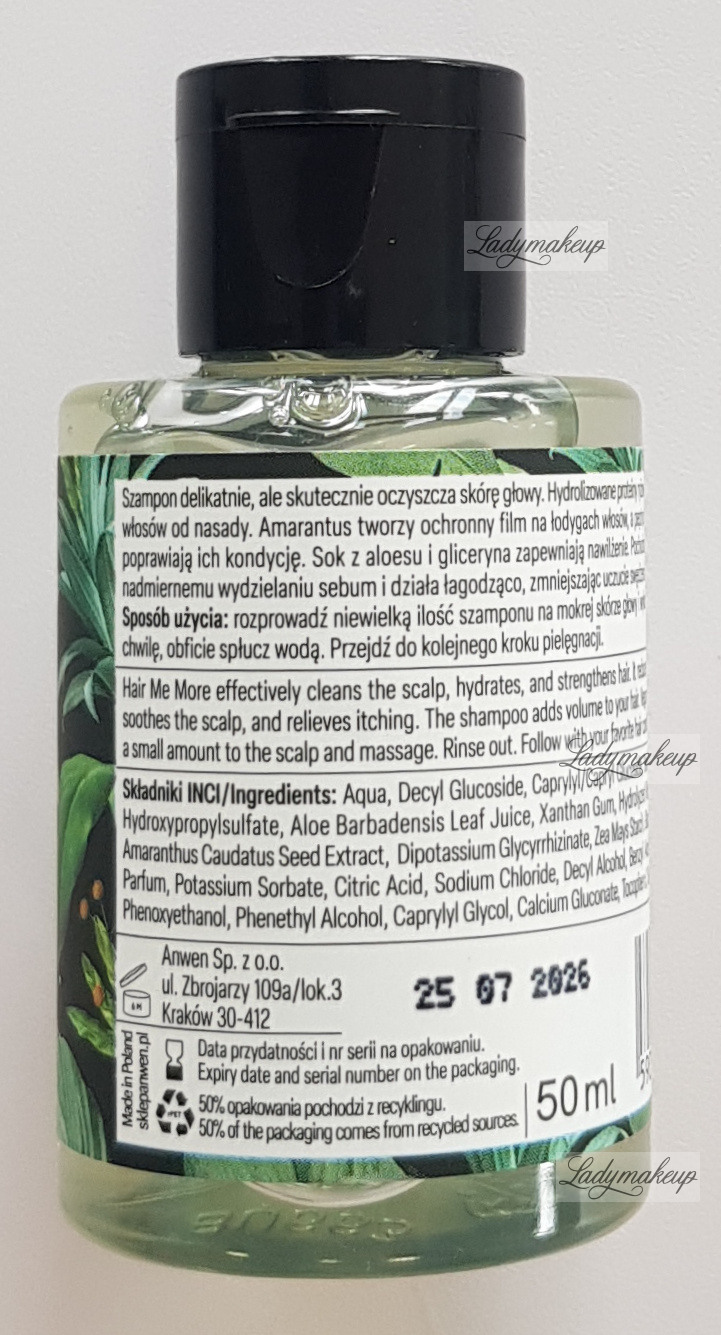 Ladymakeup
Szampon delikatnie, ale skutecznie oczyszcza skórę głowy. Hydrolizowane proteiny
włosów od nasady. Amarantus tworzy ochronny film na łodygach włosów, a
poprawiają ich kondycję. Sok z aloesu i gliceryna zapewniają nawilżenie.
nadmiernemu wydzielaniu sebum i działa łagodząco, zmniejszając uczucie
Sposób użycia: rozprowadź niewielką ilość szamponu na mokrej skórze głowy i
chwilę, obficie spłucz wodą. Przejdź do kolejnego kroku pielęgnacji.
Hair Me More effectively cleans the scalp, hydrates, and strengthens hair. It
soothes the scalp, and relieves itching. The shampoo adds volume to your hair.
a small amount to the scalp and massage. Rinse out. Follow with your favorite hair
Ladymakeup
Składniki INCI/Ingredients: Aqua, Decyl Glucoside, Caprylyl/Capryl
Hydroxypropylsulfate, Aloe Barbadensis Leaf Juice, Xanthan Gum,
Amaranthus Caudatus Seed Extract, Dipotassium Glycyrrhizinate, Zea Mays Starch,
Parfum, Potassium Sorbate, Citric Acid, Sodium Chloride, Decyl Alcohol,
Phenoxyethanol, Phenethyl Alcohol, Caprylyl Glycol, Calcium Gluconate,
Anwen Sp. z o.o.
ul. Zbrojarzy 109a/lok.3
Kraków 30-412
6M
25 07 2026
Made in Poland
sklepanwen.pl
Data przydatności i nr serii na opakowaniu.
Expiry date and serial number on the packaging.
50% opakowania pochodzi z recyklingu.
50% of the packaging comes from recycled sources.
rPET
50 ml
Ladymakeup